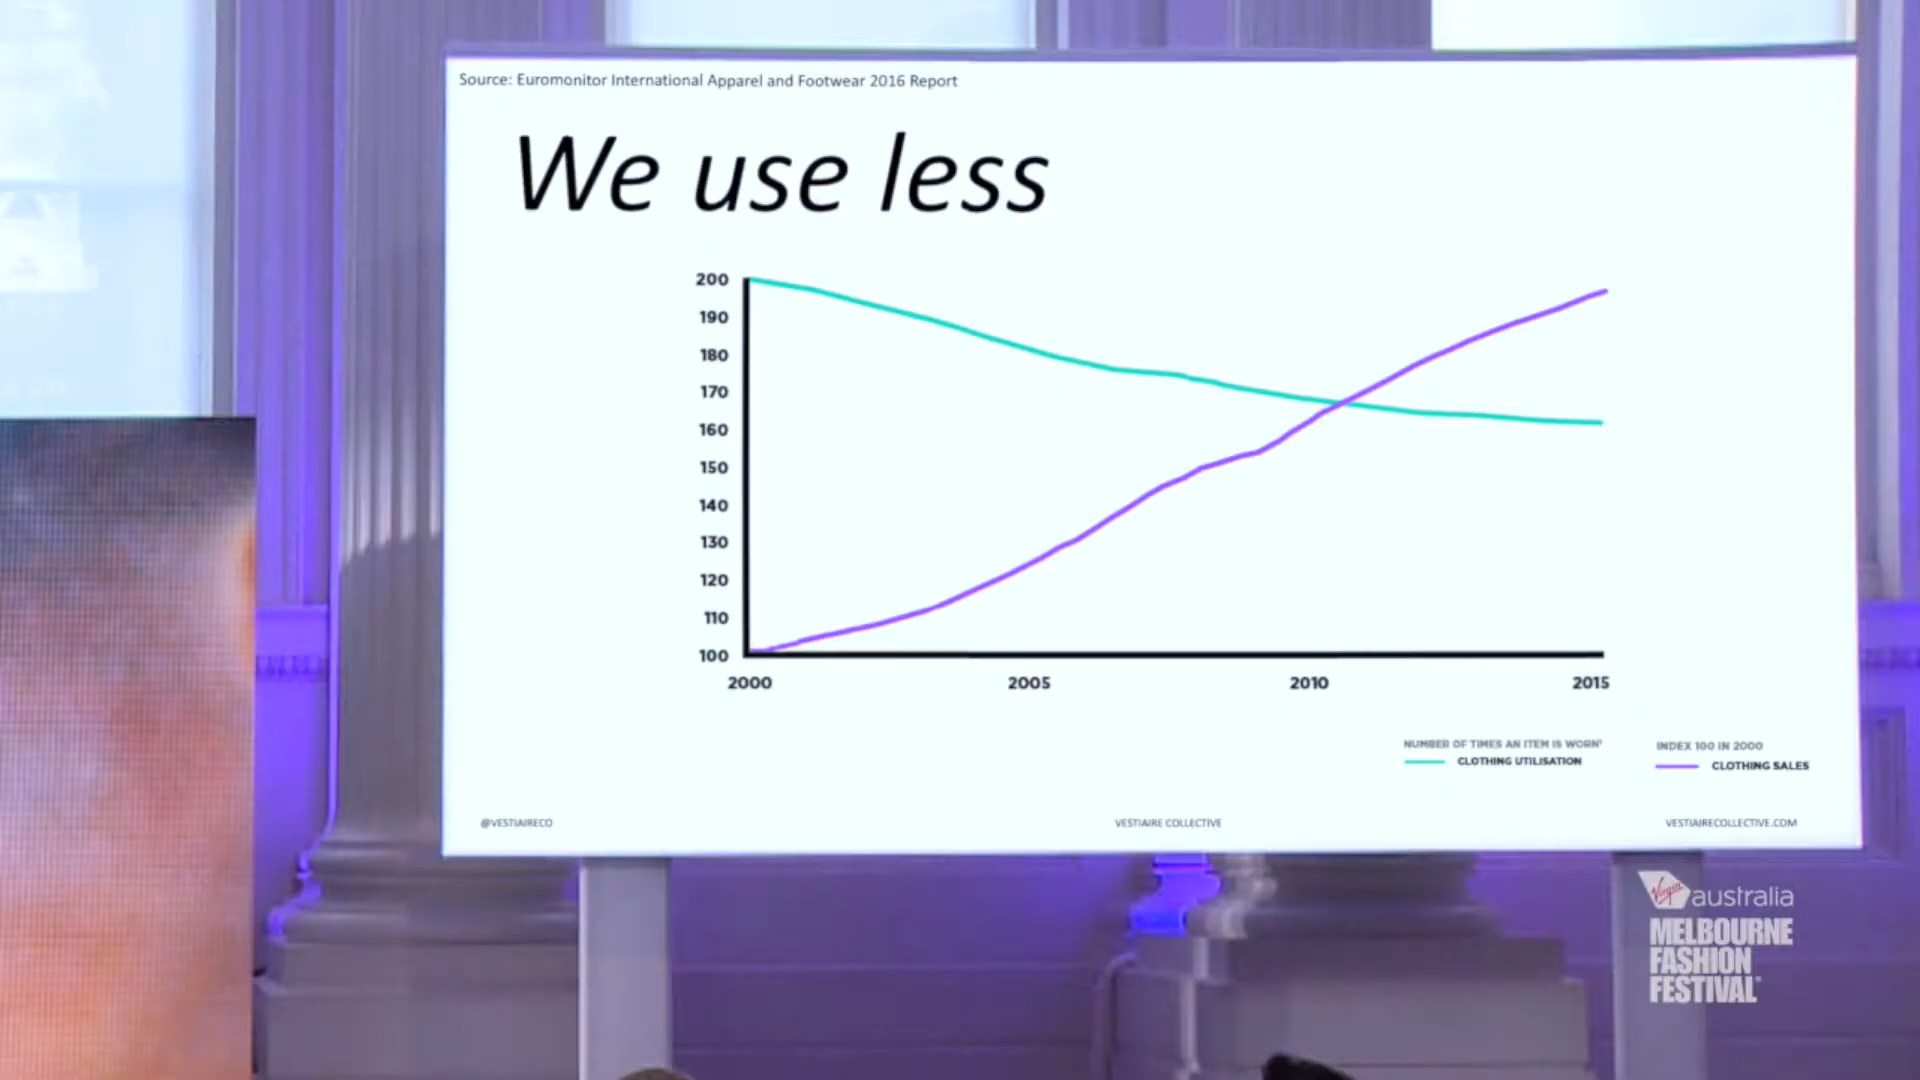 Source: Euromonitor International Apparel and Footwear 2016 Report
We use less
200
190
180
170
160
150
140
130
120
110
100
2000 2005 2010 2015
NUMBER OF TIMES AN ITEM IS WORN¹
CLOTHING UTILISATION
INDEX 100 IN 2000
CLOTHING SALES
@VESTIAIRECO
VESTIAIRE COLLECTIVE
VESTIAIRECOLLECTIVE.COM
Virgin australia
MELBOURNE
FASHION
FESTIVAL